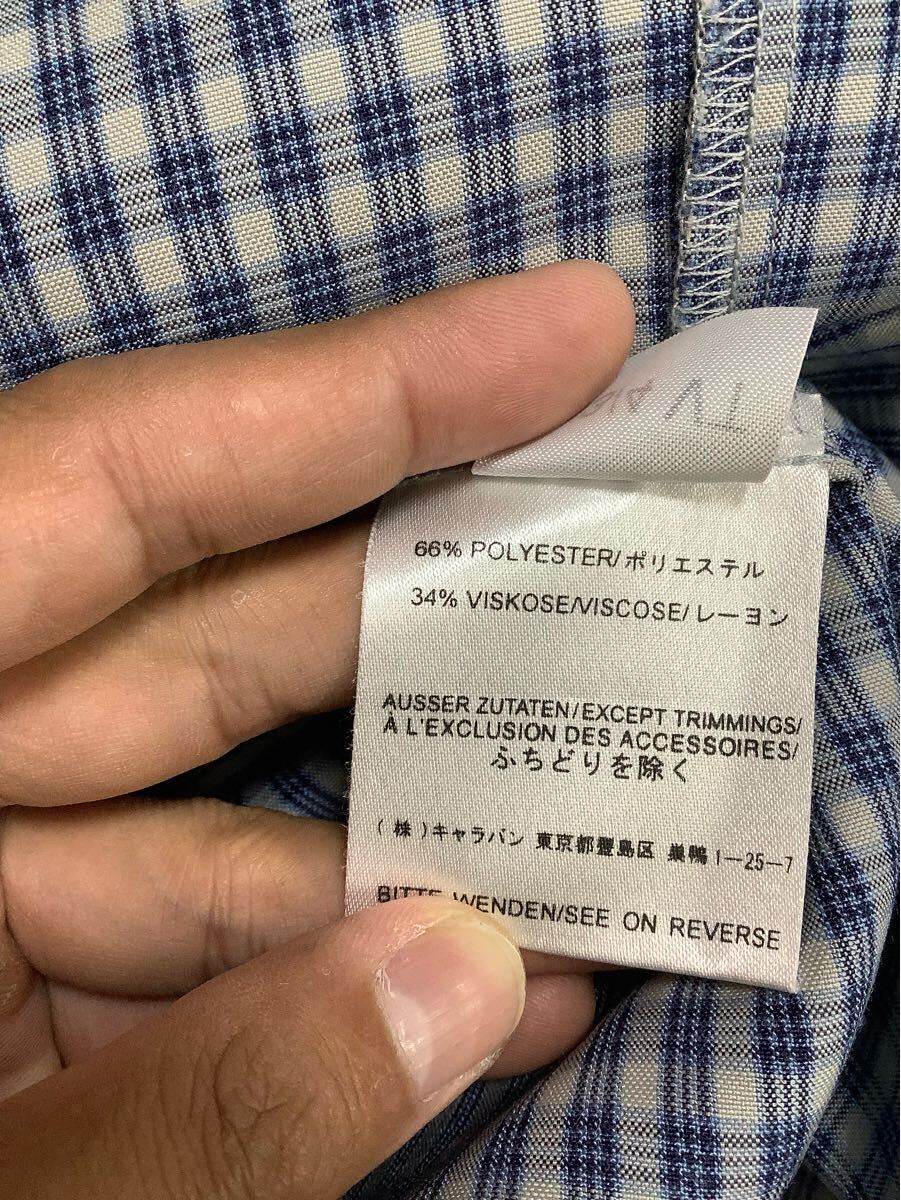 66% POLYESTER/ポリエステル
34% VISKOSE/VISCOSE/レーヨン
AUSSER ZUTATEN/EXCEPT TRIMMINGS/
À L'EXCLUSION DES ACCESSOIRES/
ふちどりを除く
(株)キャラバン 東京都豊島区 巣鴨 1-25-7
BITTE WENDEN/SEE ON REVERSE